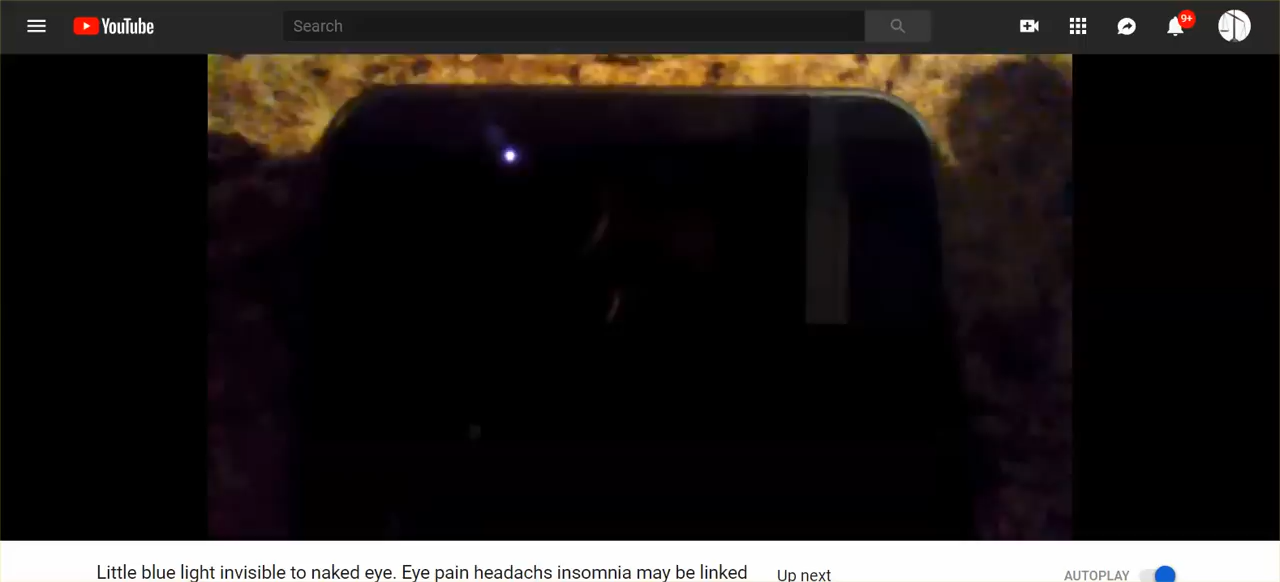 YouTube
Search
9+
Little blue light invisible to naked eye. Eye pain headachs insomnia may be linked
Up next
AUTOPLAY